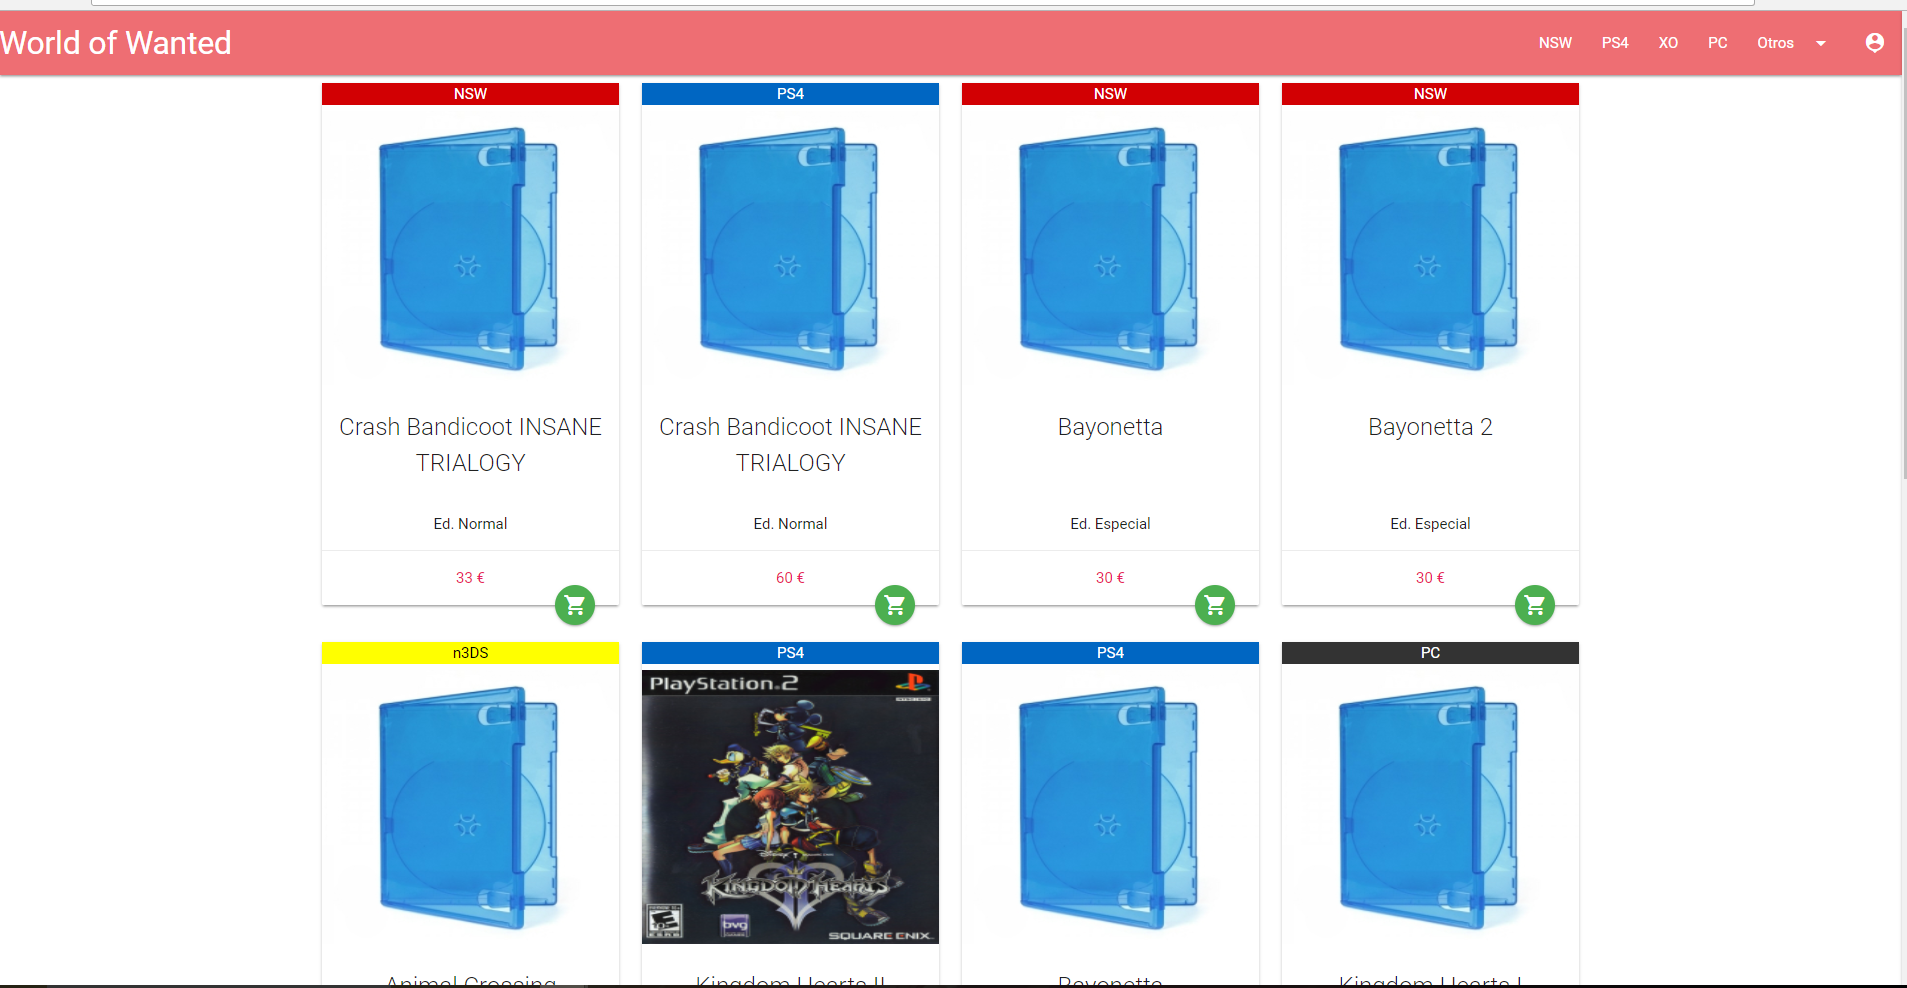 World of Wanted
NSW PS4 XO PC Otros
NSW
PS4
NSW
NSW
Crash Bandicoot INSANE
TRIALOGY
Crash Bandicoot INSANE
TRIALOGY
Bayonetta
Bayonetta 2
Ed. Normal
Ed. Normal
Ed. Especial
Ed. Especial
33 €
60 €
30 €
30 €
n3DS
PS4
PS4
PC
PlayStation.2
KINGDOM HEARTS
II
bvg
SQUARE ENIX
Animal Crossing
Kingdom Hearts II
Bayonetta
Kingdom Hearts I